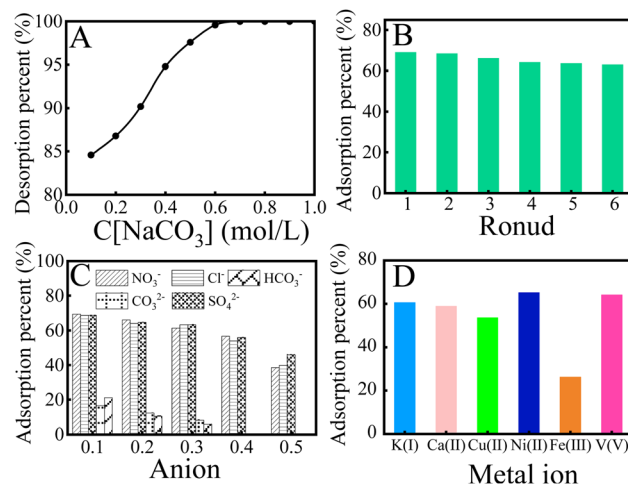 A
Desorption percent (%)
100
95
90
85
80
0.0 0.2 0.4 0.6 0.8 1.0
C[NaCO₃] (mol/L)
B
Adsorption percent (%)
80
60
40
20
0
1 2 3 4 5 6
Ronud
C
Adsorption percent (%)
100
80
60
40
20
0
NO₃⁻ Cl⁻ HCO₃⁻
CO₃²⁻ SO₄²⁻
0.1 0.2 0.3 0.4 0.5
Anion
D
Adsorption percent (%)
80
60
40
20
0
K(I) Ca(II) Cu(II) Ni(II) Fe(III) V(V)
Metal ion